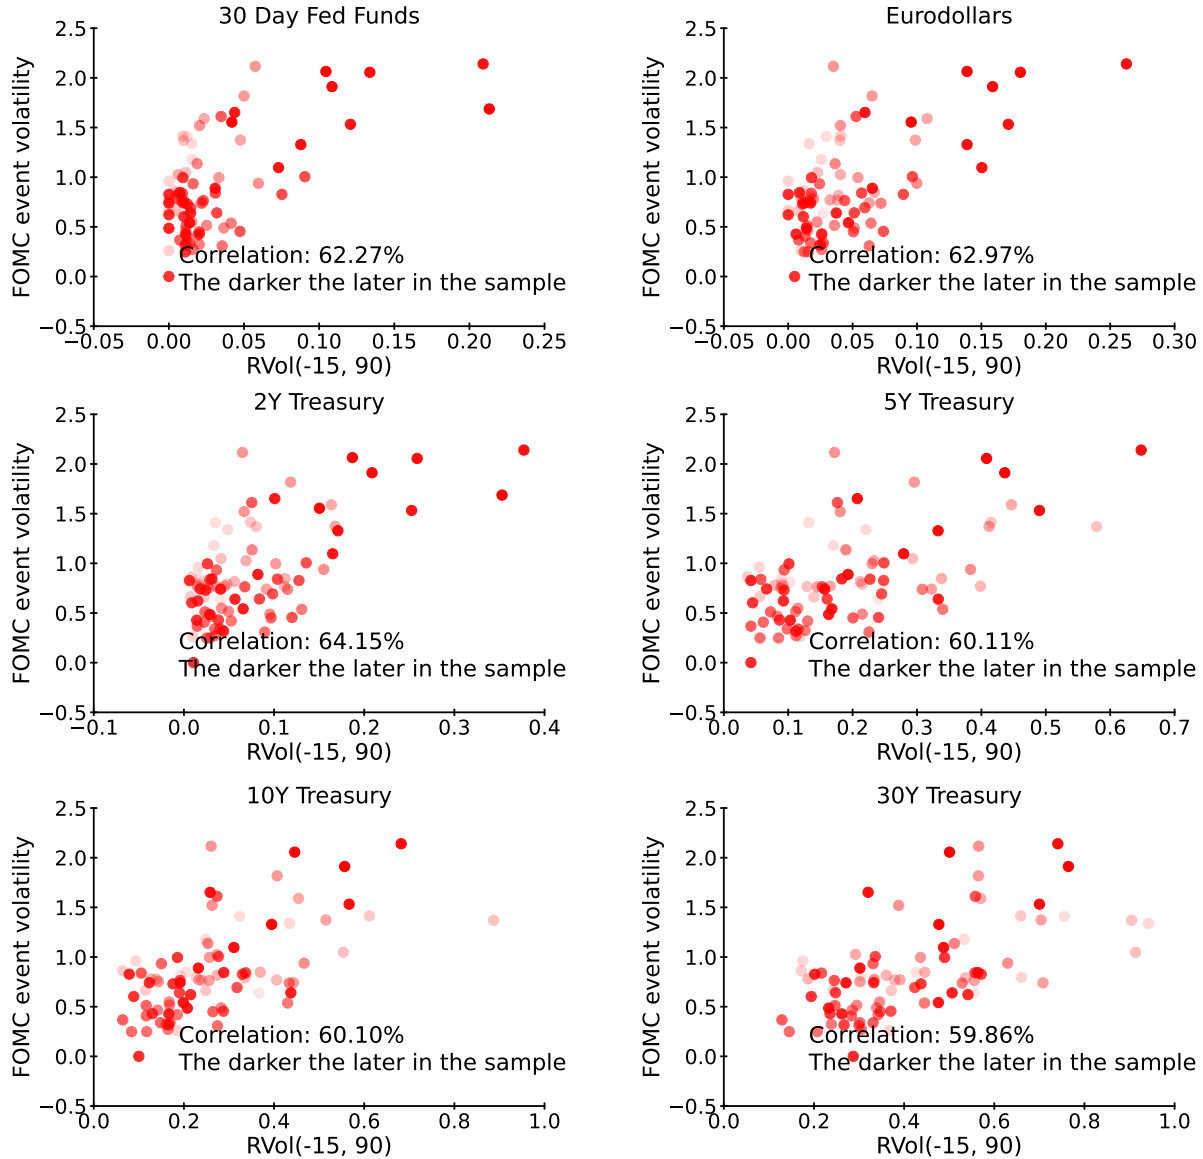 30 Day Fed Funds
2.5
2.0
1.5
1.0
0.5
0.0
−0.5
FOMC event volatility
Correlation: 62.27%
The darker the later in the sample
−0.05 0.00 0.05 0.10 0.15 0.20 0.25
RVol(-15, 90)
Eurodollars
2.5
2.0
1.5
1.0
0.5
0.0
−0.5
FOMC event volatility
Correlation: 62.97%
The darker the later in the sample
−0.05 0.00 0.05 0.10 0.15 0.20 0.25 0.30
RVol(-15, 90)
2Y Treasury
2.5
2.0
1.5
1.0
0.5
0.0
−0.5
FOMC event volatility
Correlation: 64.15%
The darker the later in the sample
−0.1 0.0 0.1 0.2 0.3 0.4
RVol(-15, 90)
5Y Treasury
2.5
2.0
1.5
1.0
0.5
0.0
−0.5
FOMC event volatility
Correlation: 60.11%
The darker the later in the sample
0.0 0.1 0.2 0.3 0.4 0.5 0.6 0.7
RVol(-15, 90)
10Y Treasury
2.5
2.0
1.5
1.0
0.5
0.0
−0.5
FOMC event volatility
Correlation: 60.10%
The darker the later in the sample
0.0 0.2 0.4 0.6 0.8 1.0
RVol(-15, 90)
30Y Treasury
2.5
2.0
1.5
1.0
0.5
0.0
−0.5
FOMC event volatility
Correlation: 59.86%
The darker the later in the sample
0.0 0.2 0.4 0.6 0.8 1.0
RVol(-15, 90)